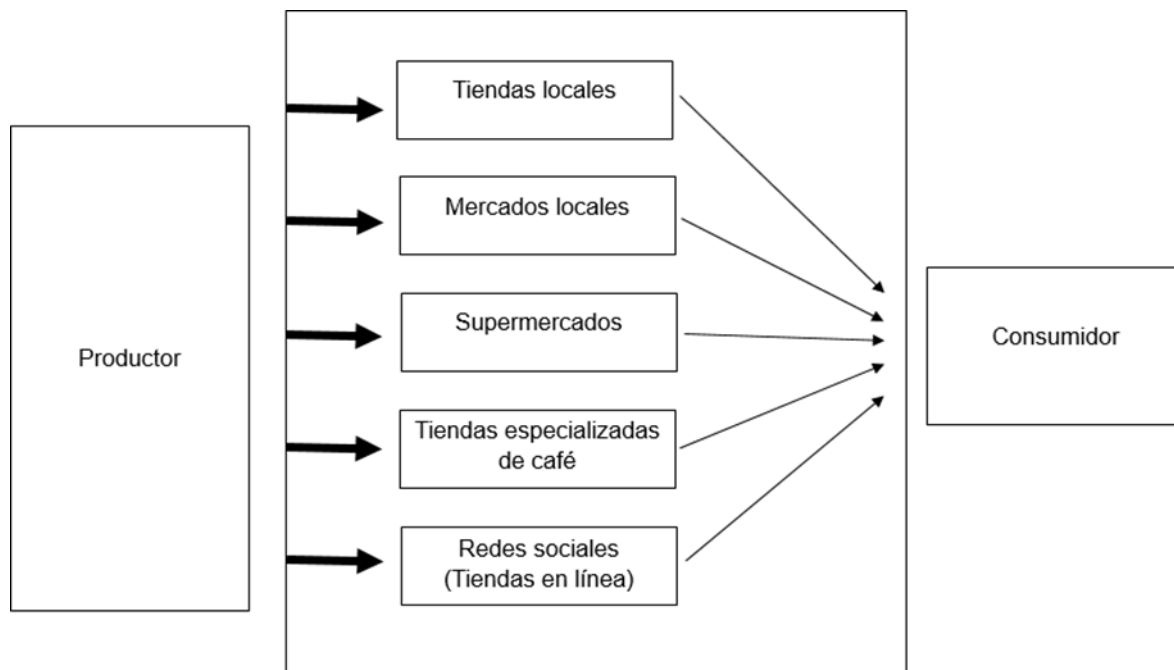 Productor
Tiendas locales
Mercados locales
Supermercados
Tiendas especializadas
de café
Redes sociales
(Tiendas en línea)
Consumidor